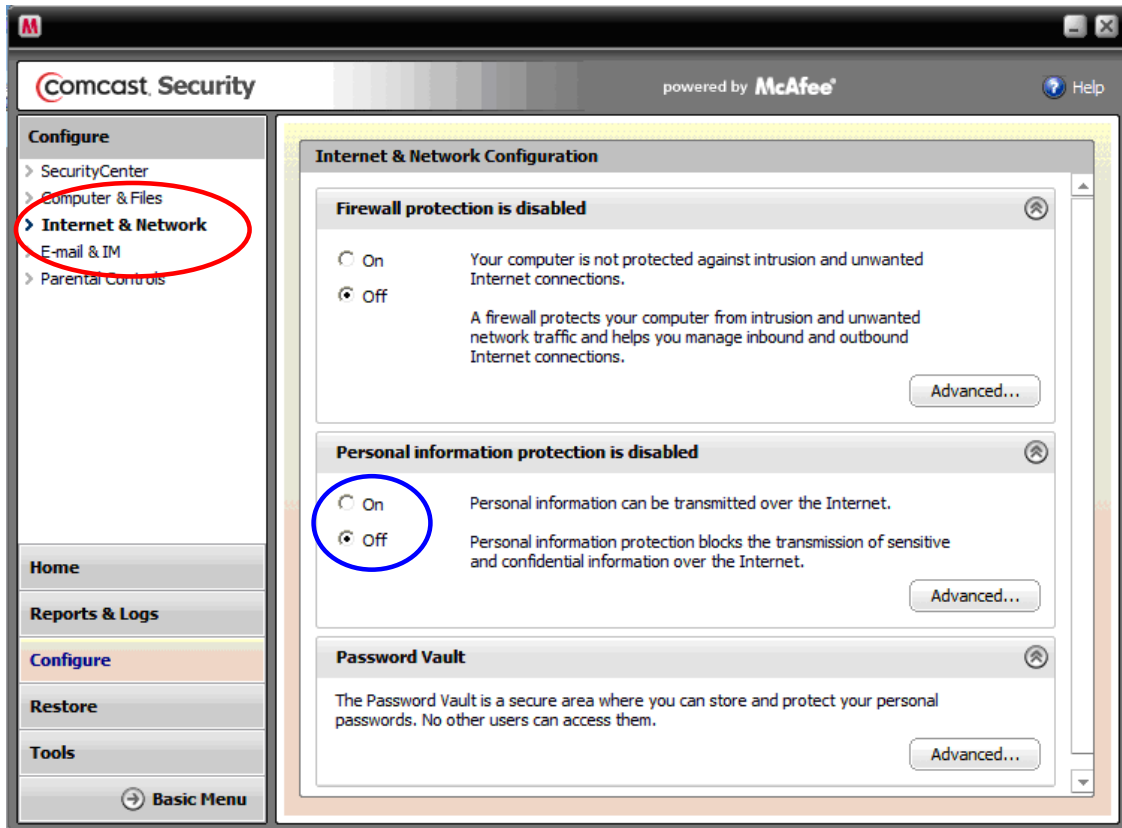 Comcast Security
powered by McAfee®
Help
Configure
SecurityCenter
Computer & Files
Internet & Network
E-mail & IM
Parental Controls
Home
Reports & Logs
Configure
Restore
Tools
Basic Menu
Internet & Network Configuration
Firewall protection is disabled
On
Off
Your computer is not protected against intrusion and unwanted
Internet connections.
A firewall protects your computer from intrusion and unwanted
network traffic and helps you manage inbound and outbound
Internet connections.
Advanced...
Personal information protection is disabled
On
Off
Personal information can be transmitted over the Internet.
Personal information protection blocks the transmission of sensitive
and confidential information over the Internet.
Advanced...
Password Vault
The Password Vault is a secure area where you can store and protect your personal
passwords. No other users can access them.
Advanced...